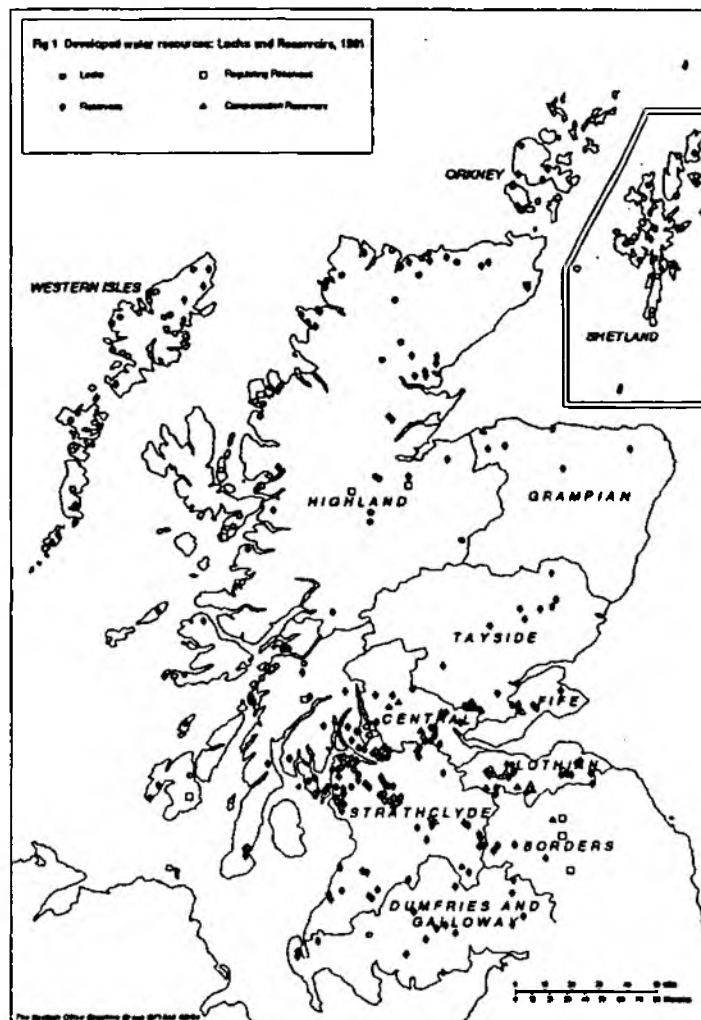 Fig 1 Developed water resources: Lochs and Reservoirs, 1981
Lochs
Regulating Reservoirs
Reservoirs
Compensation Reservoirs
ORKNEY
WESTERN ISLES
SHETLAND
HIGHLAND
GRAMPIAN
TAYSIDE
FIFE
CENTRAL
LOTHIAN
STRATHCLYDE
BORDERS
DUMFRIES AND
GALLOWAY